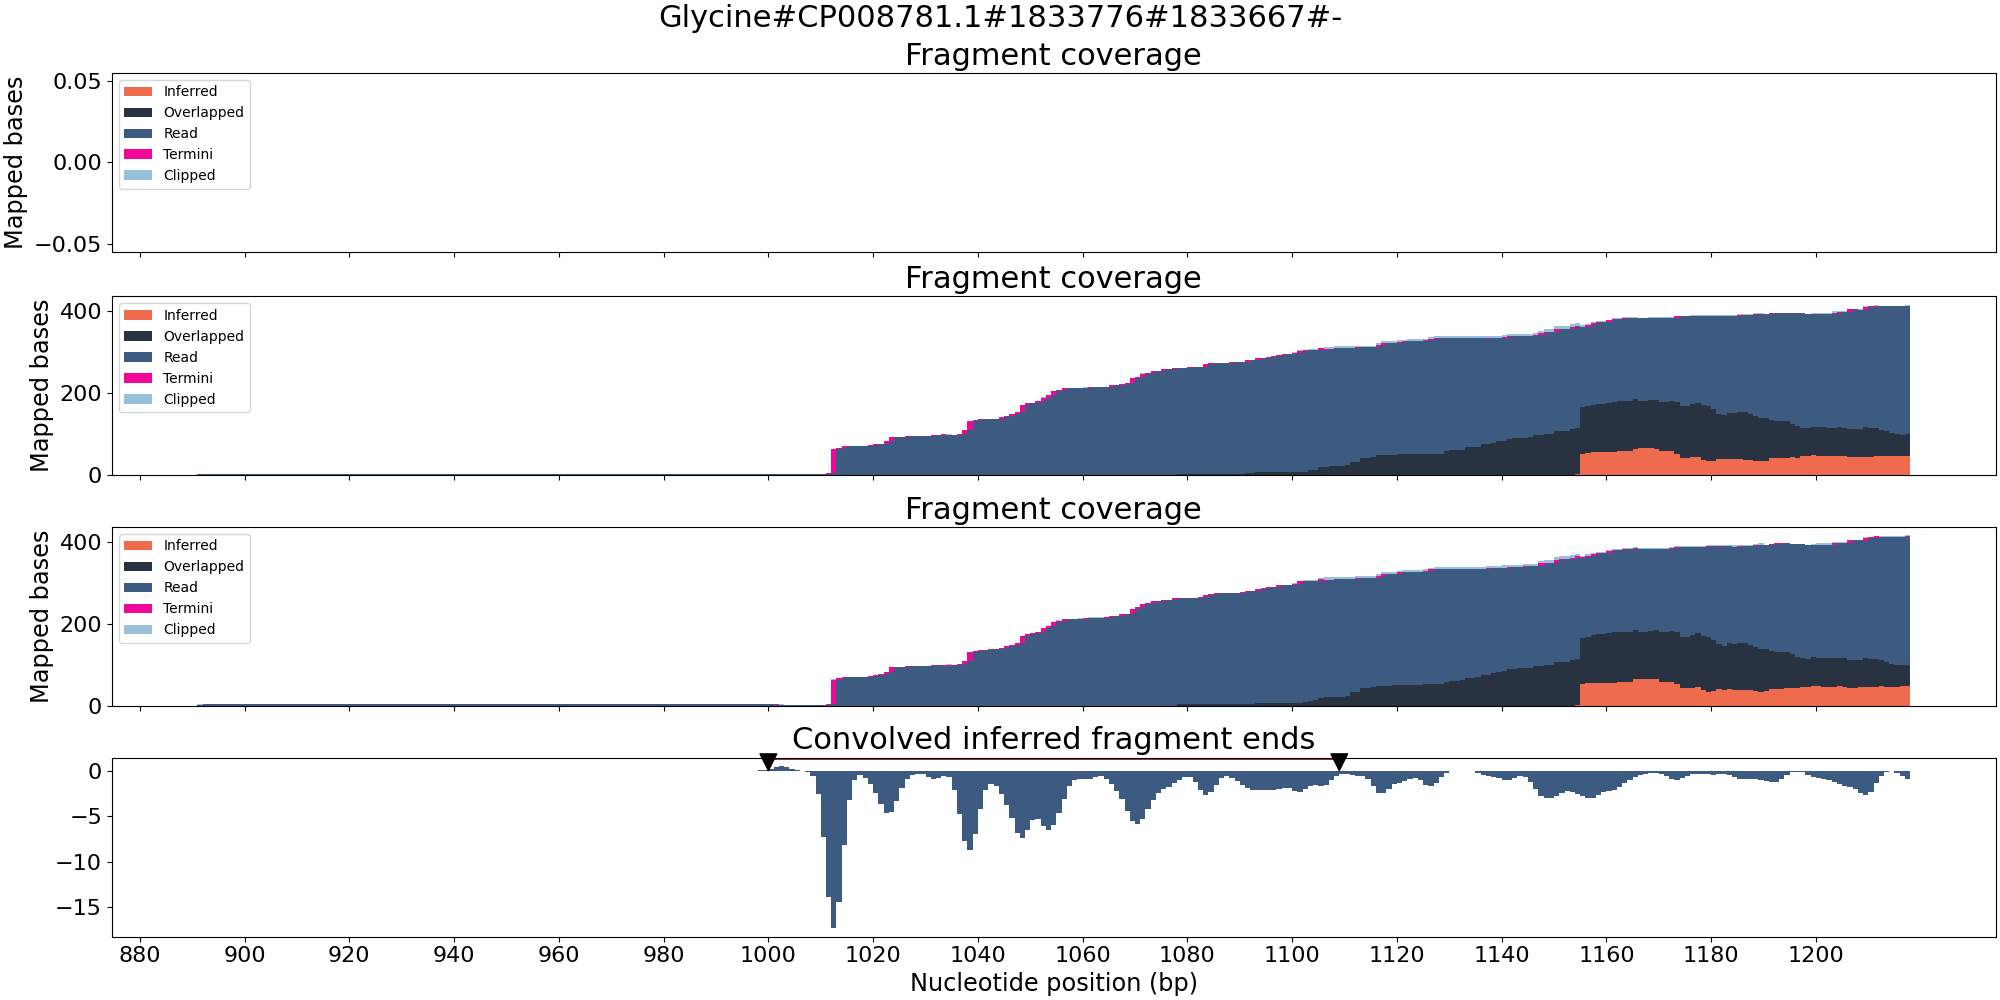 Glycine#CP008781.1#1833776#1833667#-
Fragment coverage
Mapped bases
0.05
0.00
−0.05
Inferred
Overlapped
Read
Termini
Clipped
Fragment coverage
Mapped bases
400
200
0
Inferred
Overlapped
Read
Termini
Clipped
Fragment coverage
Mapped bases
400
200
0
Inferred
Overlapped
Read
Termini
Clipped
Convolved inferred fragment ends
0
−5
−10
−15
880 900 920 940 960 980 1000 1020 1040 1060 1080 1100 1120 1140 1160 1180 1200
Nucleotide position (bp)